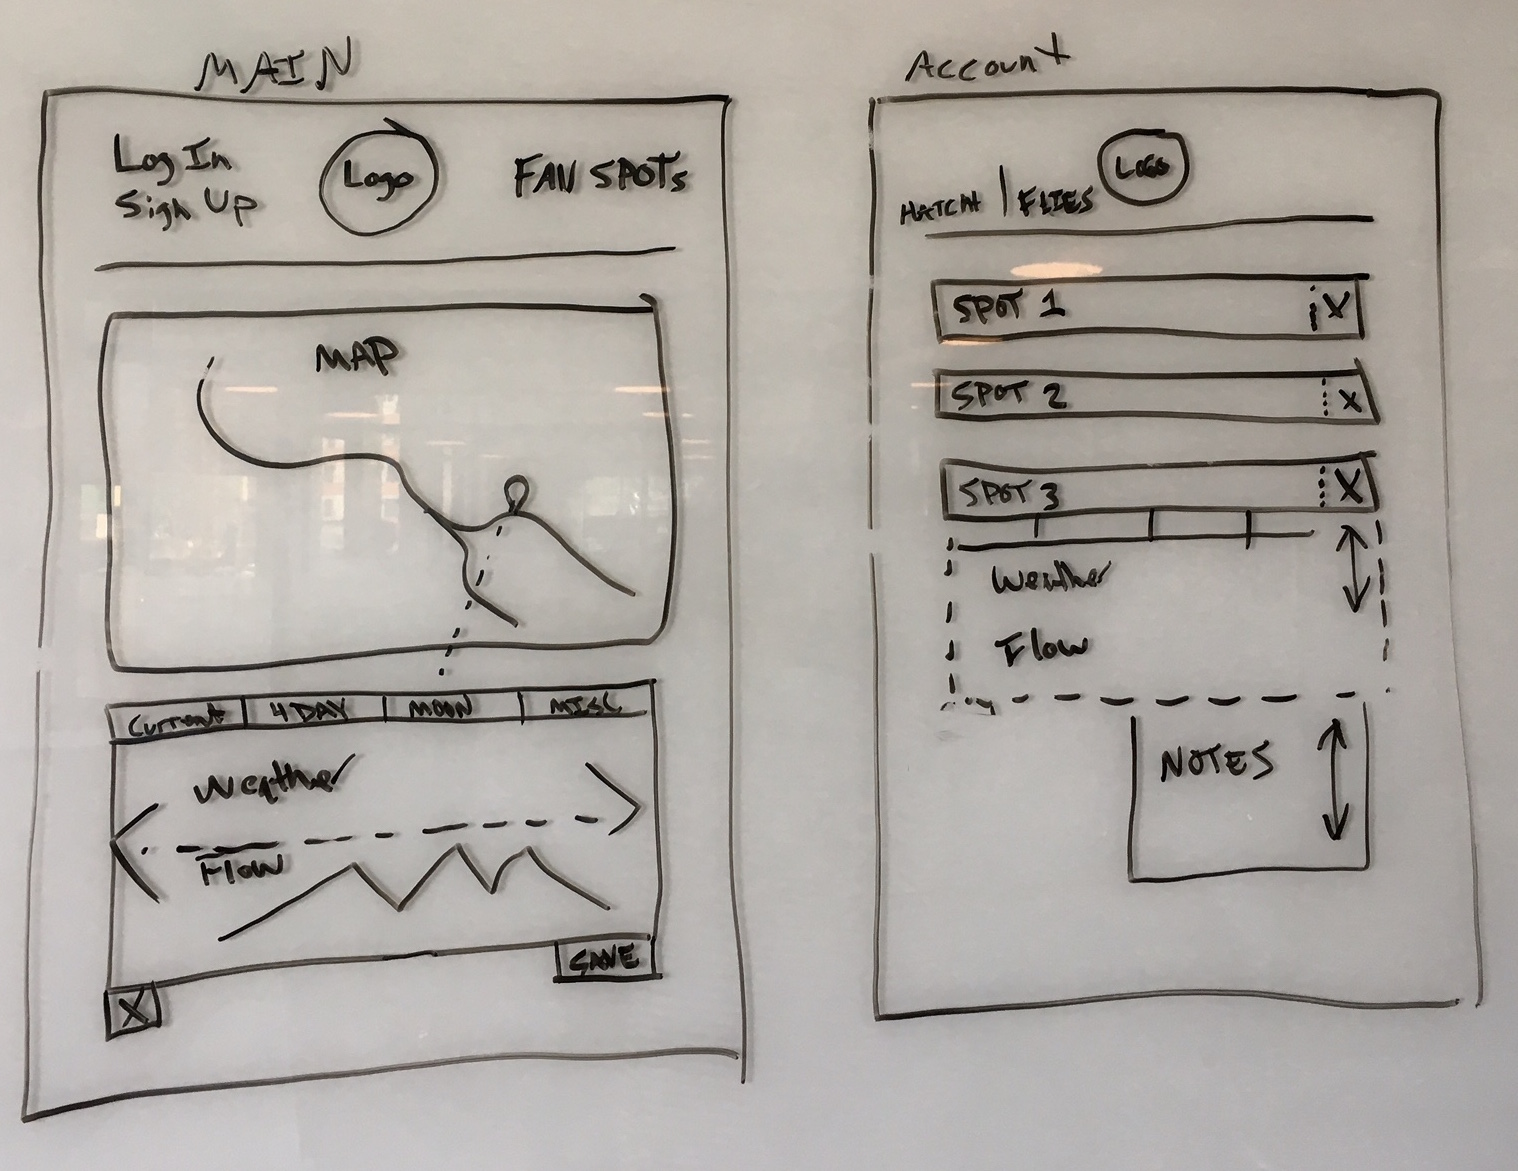 MAIN
Log In
Sign Up
Logo
FAN SPOTS
MAP
Current
4 DAY
MOON
MISC
Weather
Flow
SAVE
X
Account
HATCH | FLIES
LOGO
SPOT 1
X
SPOT 2
X
SPOT 3
X
Weather
Flow
NOTES